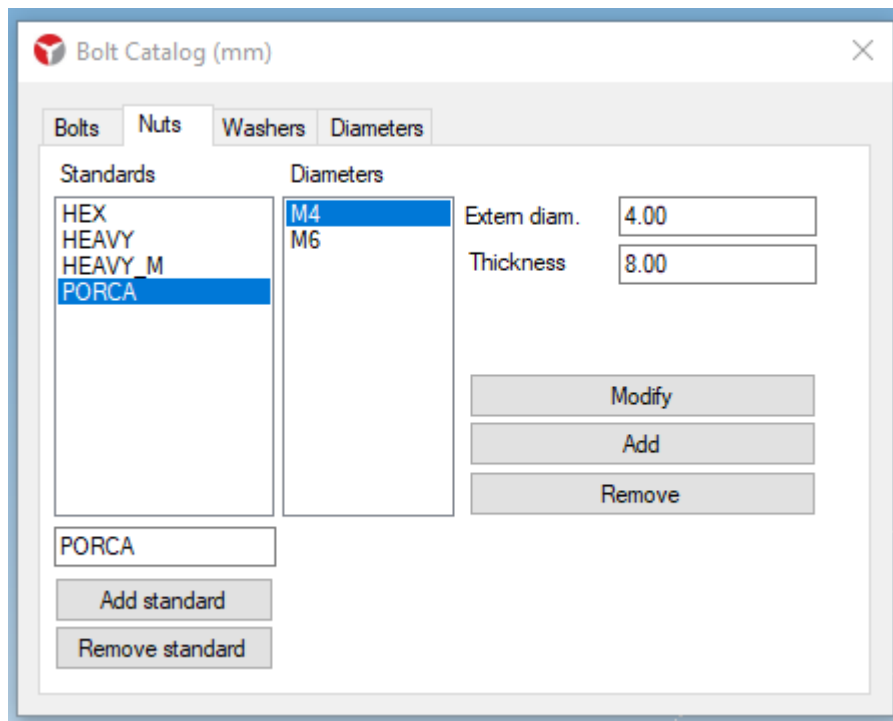 Bolt Catalog (mm)
Bolts Nuts Washers Diameters
Standards Diameters
HEX M4 Extern diam. 4.00
HEAVY M6
HEAVY_M Thickness 8.00
PORCA
Modify
Add
Remove
PORCA
Add standard
Remove standard